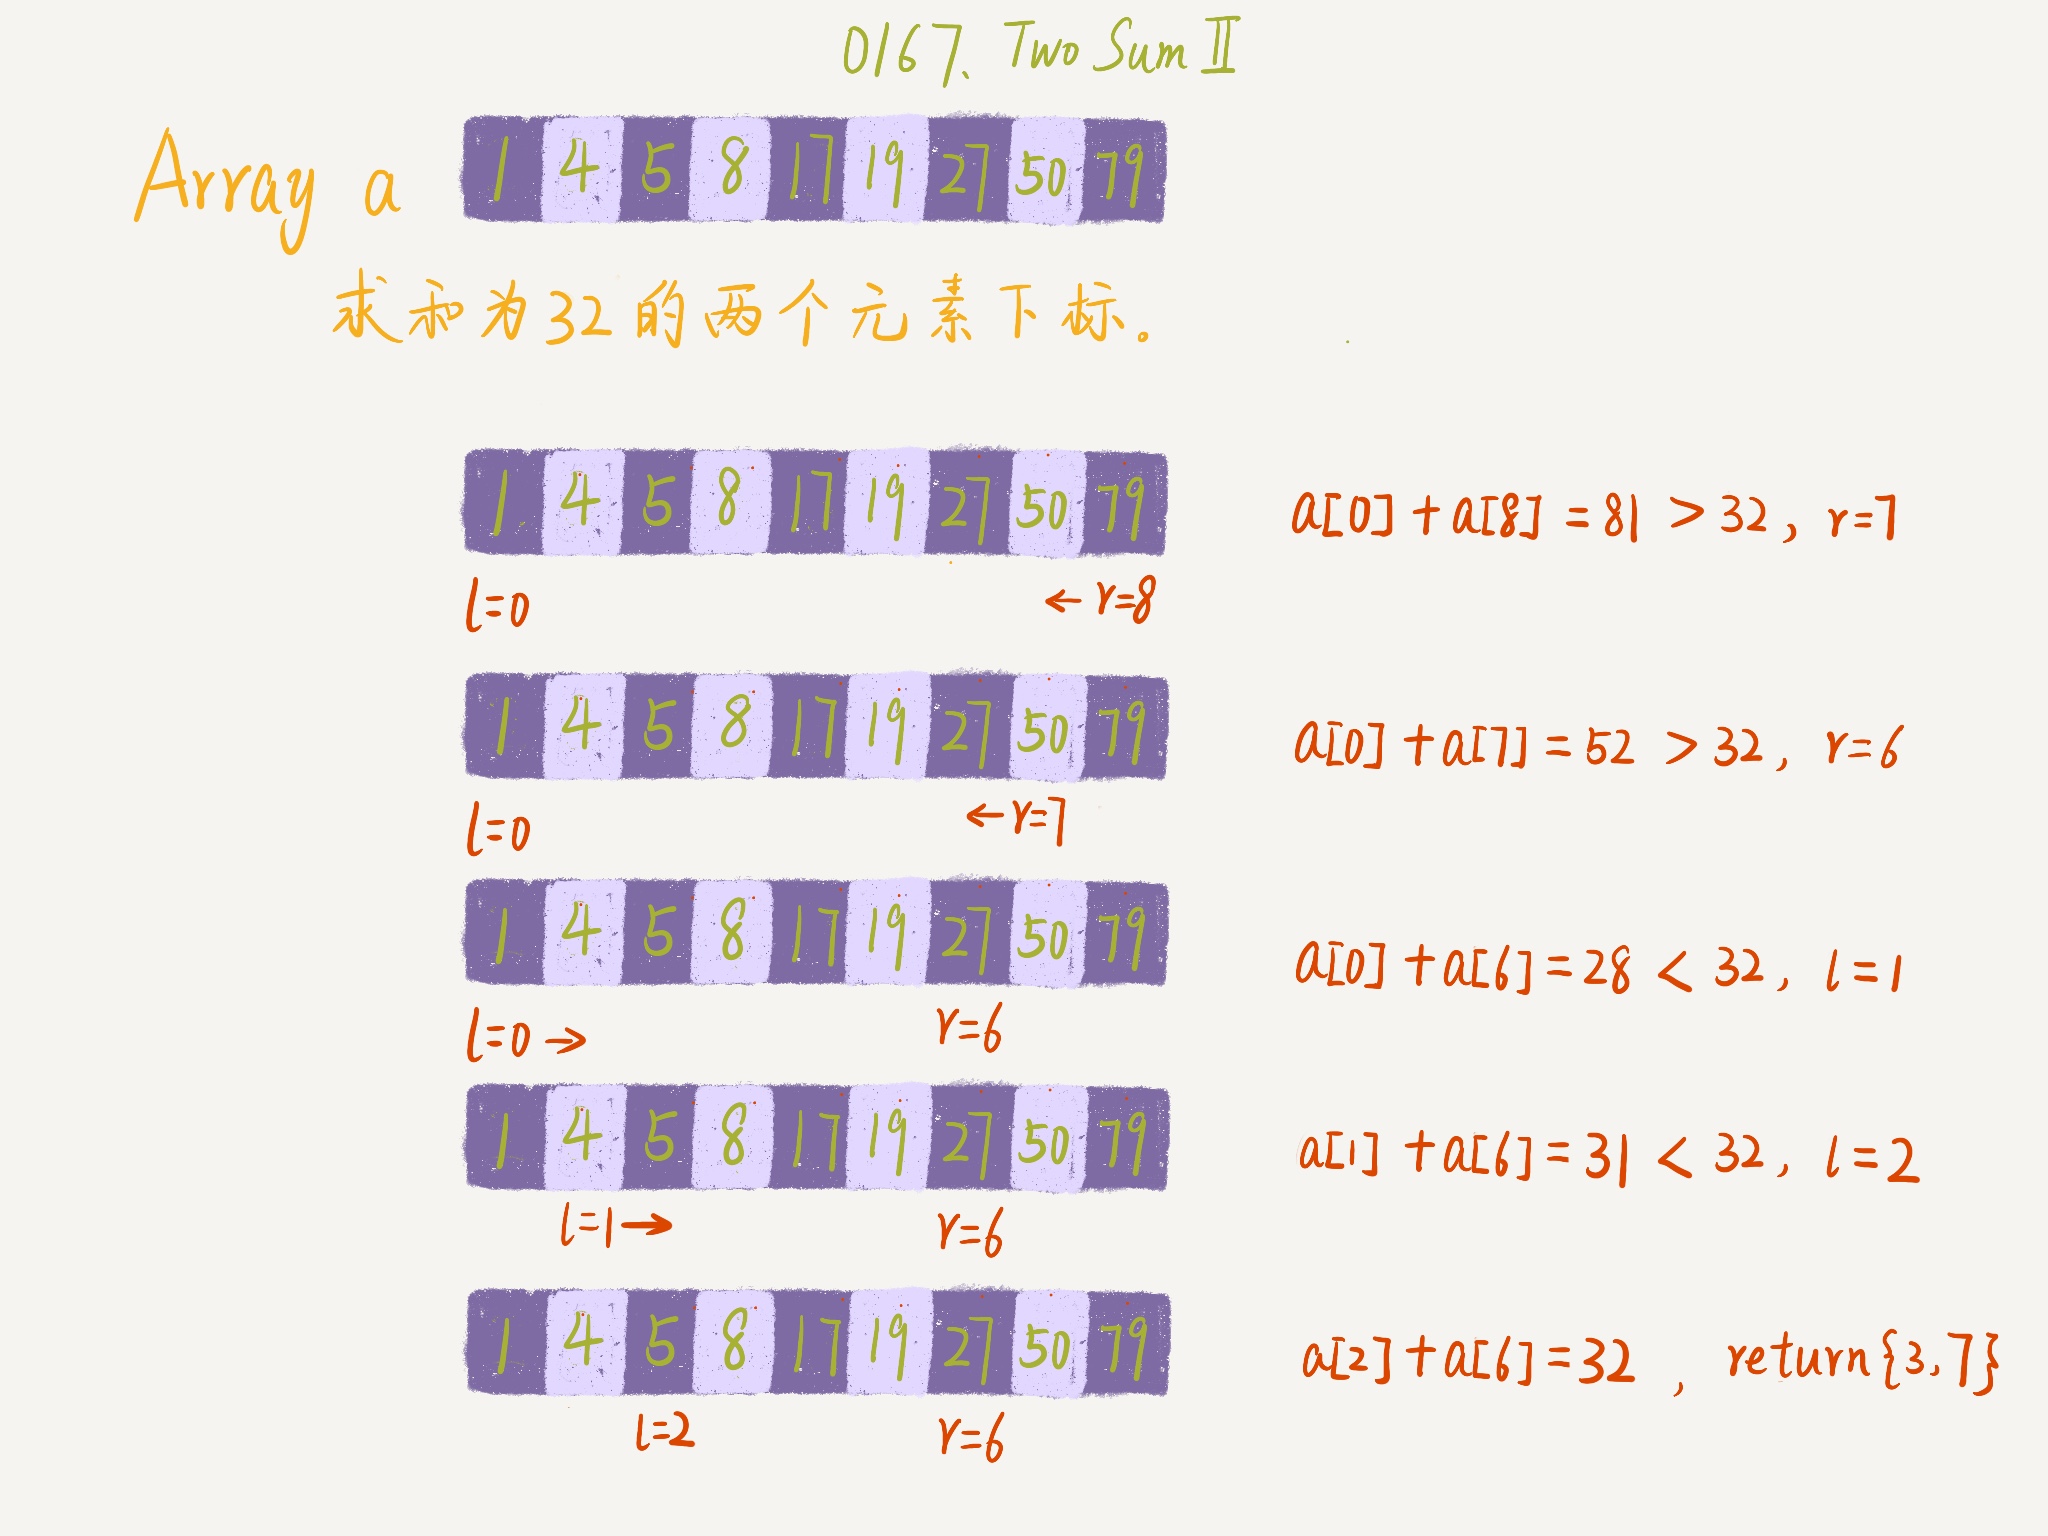 0167、Two Sum II
Array a 1 4 5 8 17 19 27 50 79
求和为32的两个元素下标。
1 4 5 8 17 19 27 50 79 a[0]+a[8]=81 > 32, r=7
l=0 ← r=8
1 4 5 8 17 19 27 50 79 a[0]+a[7]=52 > 32, r=6
l=0 ← r=7
1 4 5 8 17 19 27 50 79 a[0]+a[6]=28 < 32, l=1
l=0 → r=6
1 4 5 8 17 19 27 50 79 a[1]+a[6]=31 < 32, l=2
l=1 → r=6
1 4 5 8 17 19 27 50 79 a[2]+a[6]=32 , return{3,7}
l=2 r=6